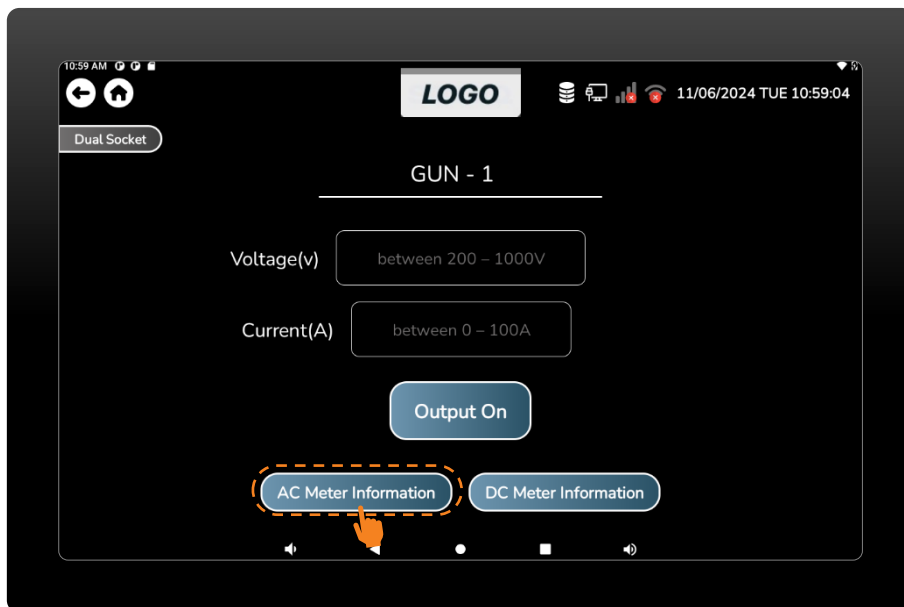 10:59 AM
LOGO
11/06/2024 TUE 10:59:04
Dual Socket
GUN - 1
Voltage(v)
between 200 – 1000V
Current(A)
between 0 – 100A
Output On
AC Meter Information
DC Meter Information